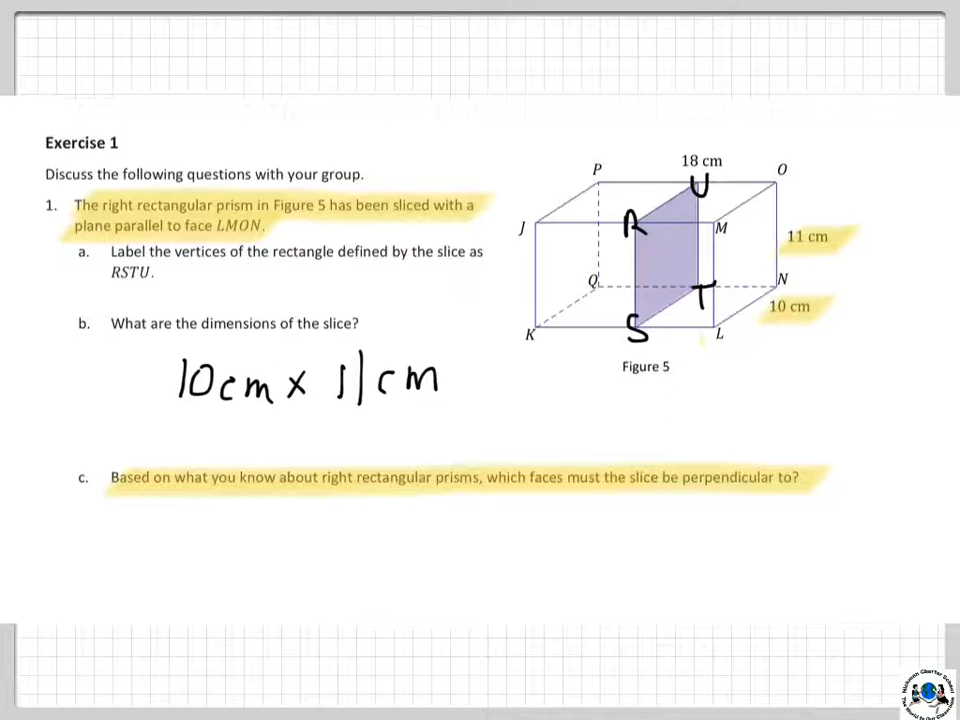 Exercise 1
Discuss the following questions with your group.
1. The right rectangular prism in Figure 5 has been sliced with a
plane parallel to face LMON.
a. Label the vertices of the rectangle defined by the slice as
RSTU.
b. What are the dimensions of the slice?
10cm x 11cm
c. Based on what you know about right rectangular prisms, which faces must the slice be perpendicular to?
18 cm
P
U
O
J
R
M
11 cm
Q
N
T
10 cm
K
S
L
Figure 5